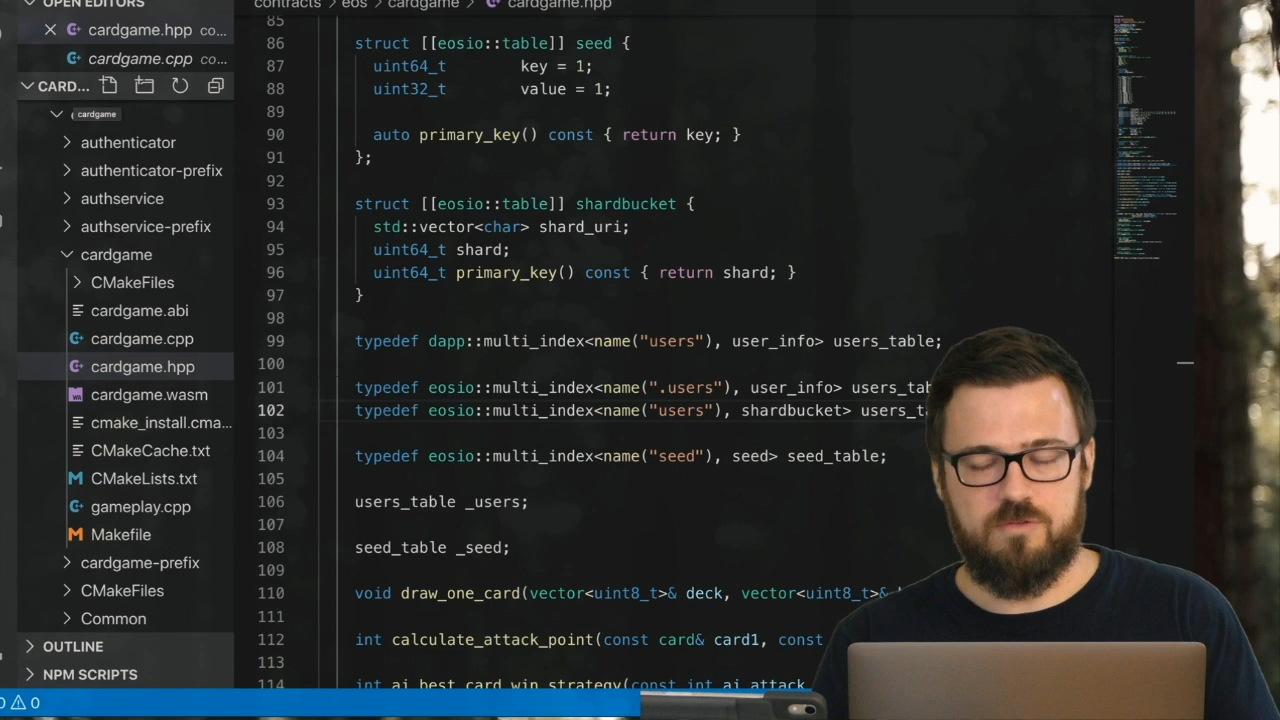 OPEN EDITORS
cardgame.hpp co...
cardgame.cpp co...
CARD...
cardgame
authenticator
authenticator-prefix
authservice
authservice-prefix
cardgame
CMakeFiles
cardgame.abi
cardgame.cpp
cardgame.hpp
cardgame.wasm
cmake_install.cma...
CMakeCache.txt
CMakeLists.txt
gameplay.cpp
Makefile
cardgame-prefix
CMakeFiles
Common
OUTLINE
NPM SCRIPTS
0
contracts > eos > cardgame > cardgame.hpp
85
86 struct [[eosio::table]] seed {
87 uint64_t key = 1;
88 uint32_t value = 1;
89
90 auto primary_key() const { return key; }
91 };
92
93 struct [[eosio::table]] shardbucket {
94 std::vector<char> shard_uri;
95 uint64_t shard;
96 uint64_t primary_key() const { return shard; }
97 }
98
99 typedef dapp::multi_index<name("users"), user_info> users_table;
100
101 typedef eosio::multi_index<name(".users"), user_info> users_tab
102 typedef eosio::multi_index<name("users"), shardbucket> users_t
103
104 typedef eosio::multi_index<name("seed"), seed> seed_table;
105
106 users_table _users;
107
108 seed_table _seed;
109
110 void draw_one_card(vector<uint8_t>& deck, vector<uint8_t>&
111
112 int calculate_attack_point(const card& card1, const
113
114 int ai_best_card_win_strategy(const int ai_attack